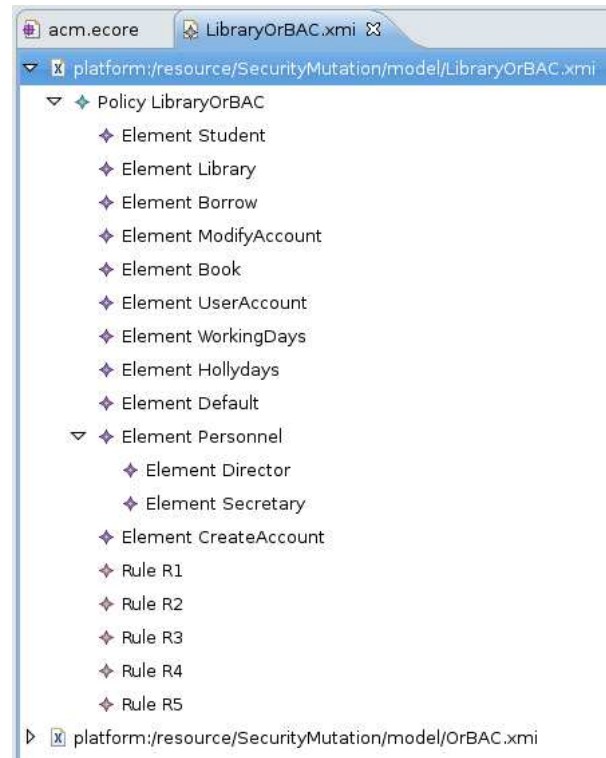 acm.ecore LibraryOrBAC.xmi
platform:/resource/SecurityMutation/model/LibraryOrBAC.xmi
Policy LibraryOrBAC
Element Student
Element Library
Element Borrow
Element ModifyAccount
Element Book
Element UserAccount
Element WorkingDays
Element Hollydays
Element Default
Element Personnel
Element Director
Element Secretary
Element CreateAccount
Rule R1
Rule R2
Rule R3
Rule R4
Rule R5
platform:/resource/SecurityMutation/model/OrBAC.xmi